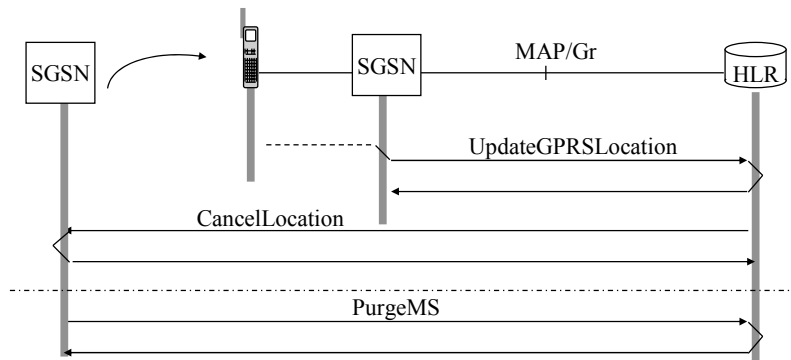 MAP/Gr
SGSN
SGSN
HLR
UpdateGPRSLocation
CancelLocation
PurgeMS